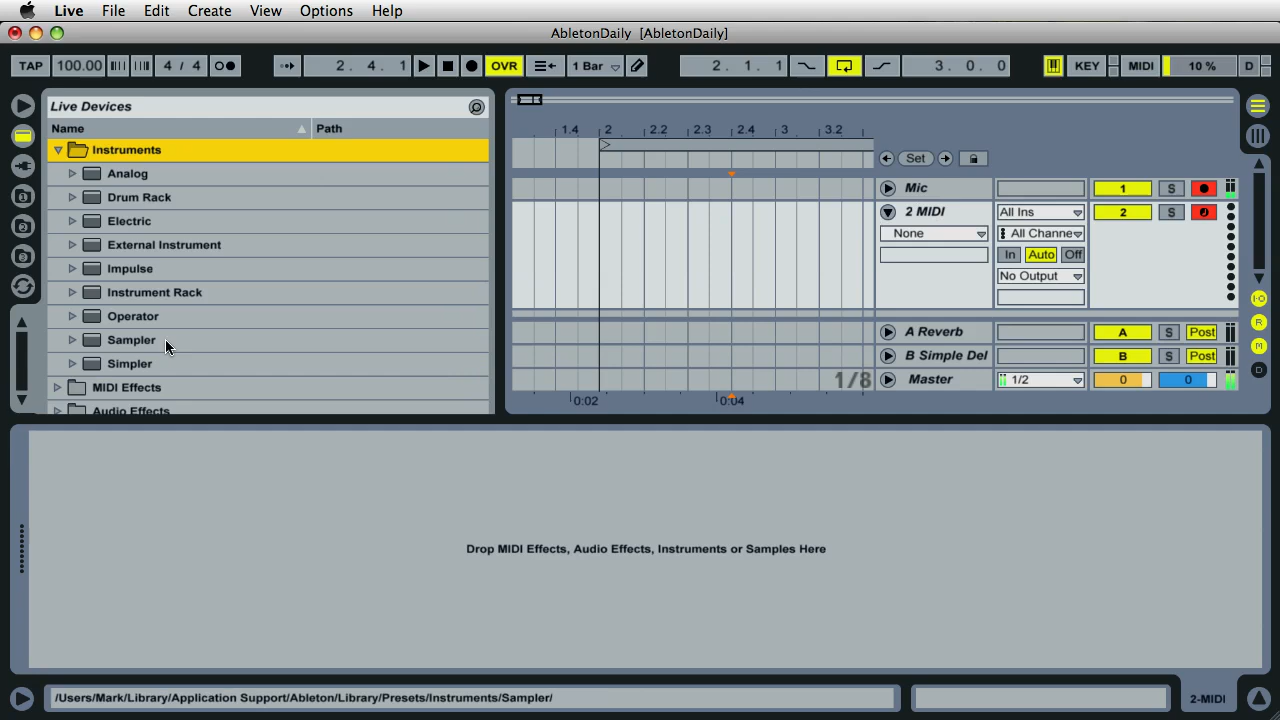 Live File Edit Create View Options Help
AbletonDaily [AbletonDaily]
TAP 100.00 4 / 4 2. 4. 1 OVR 1 Bar 2. 1. 1 3. 0. 0 KEY MIDI 10 % D
Live Devices
Name Path
Instruments
Analog
Drum Rack
Electric
External Instrument
Impulse
Instrument Rack
Operator
Sampler
Simpler
MIDI Effects
Audio Effects
1.4 2 2.2 2.3 2.4 3 3.2
Set
Mic 1 S
2 MIDI All Ins 2 S
None All Channe
In Auto Off
No Output
A Reverb A S Post
B Simple Del B S Post
1/8 Master 1/2 0 0
0:02 0:04
Drop MIDI Effects, Audio Effects, Instruments or Samples Here
/Users/Mark/Library/Application Support/Ableton/Library/Presets/Instruments/Sampler/
2-MIDI